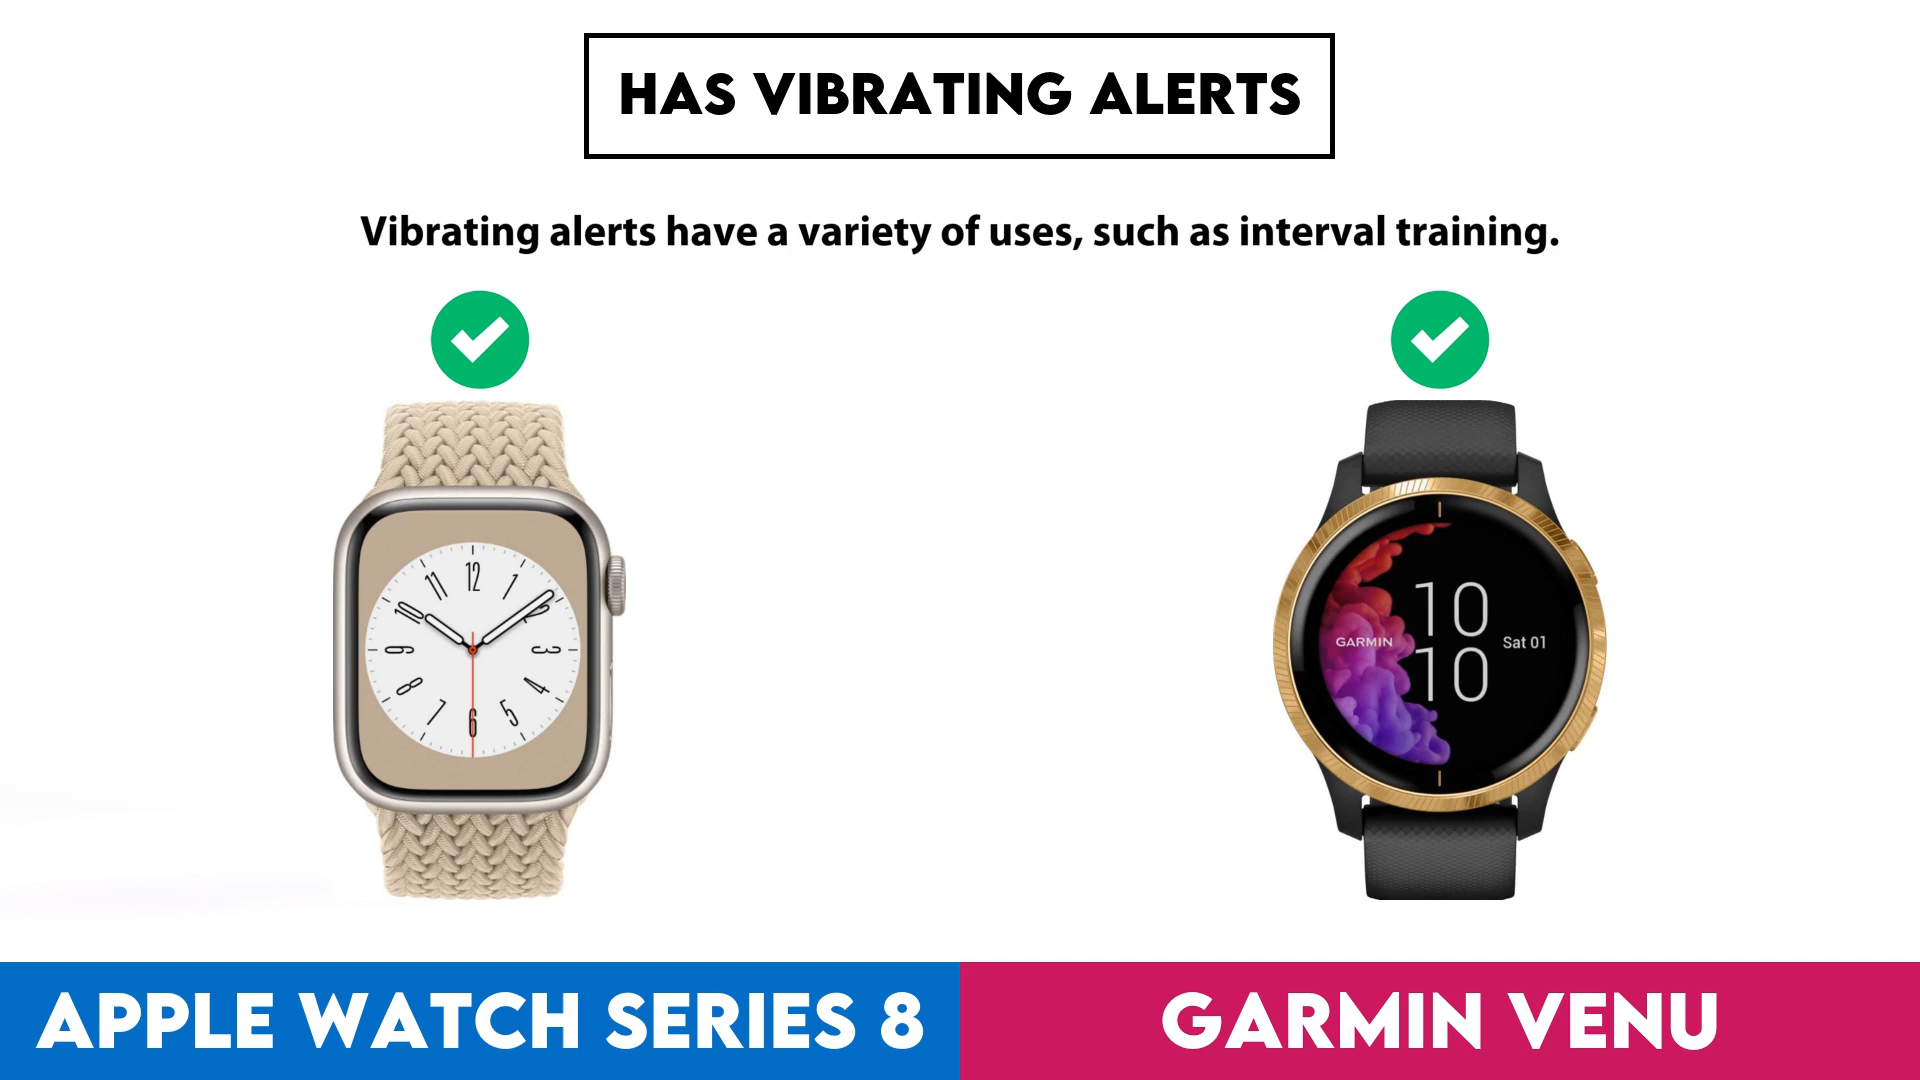 HAS VIBRATING ALERTS
Vibrating alerts have a variety of uses, such as interval training.
12
1
2
3
4
5
6
7
8
9
10
11
GARMIN
10
10
Sat 01
APPLE WATCH SERIES 8
GARMIN VENU